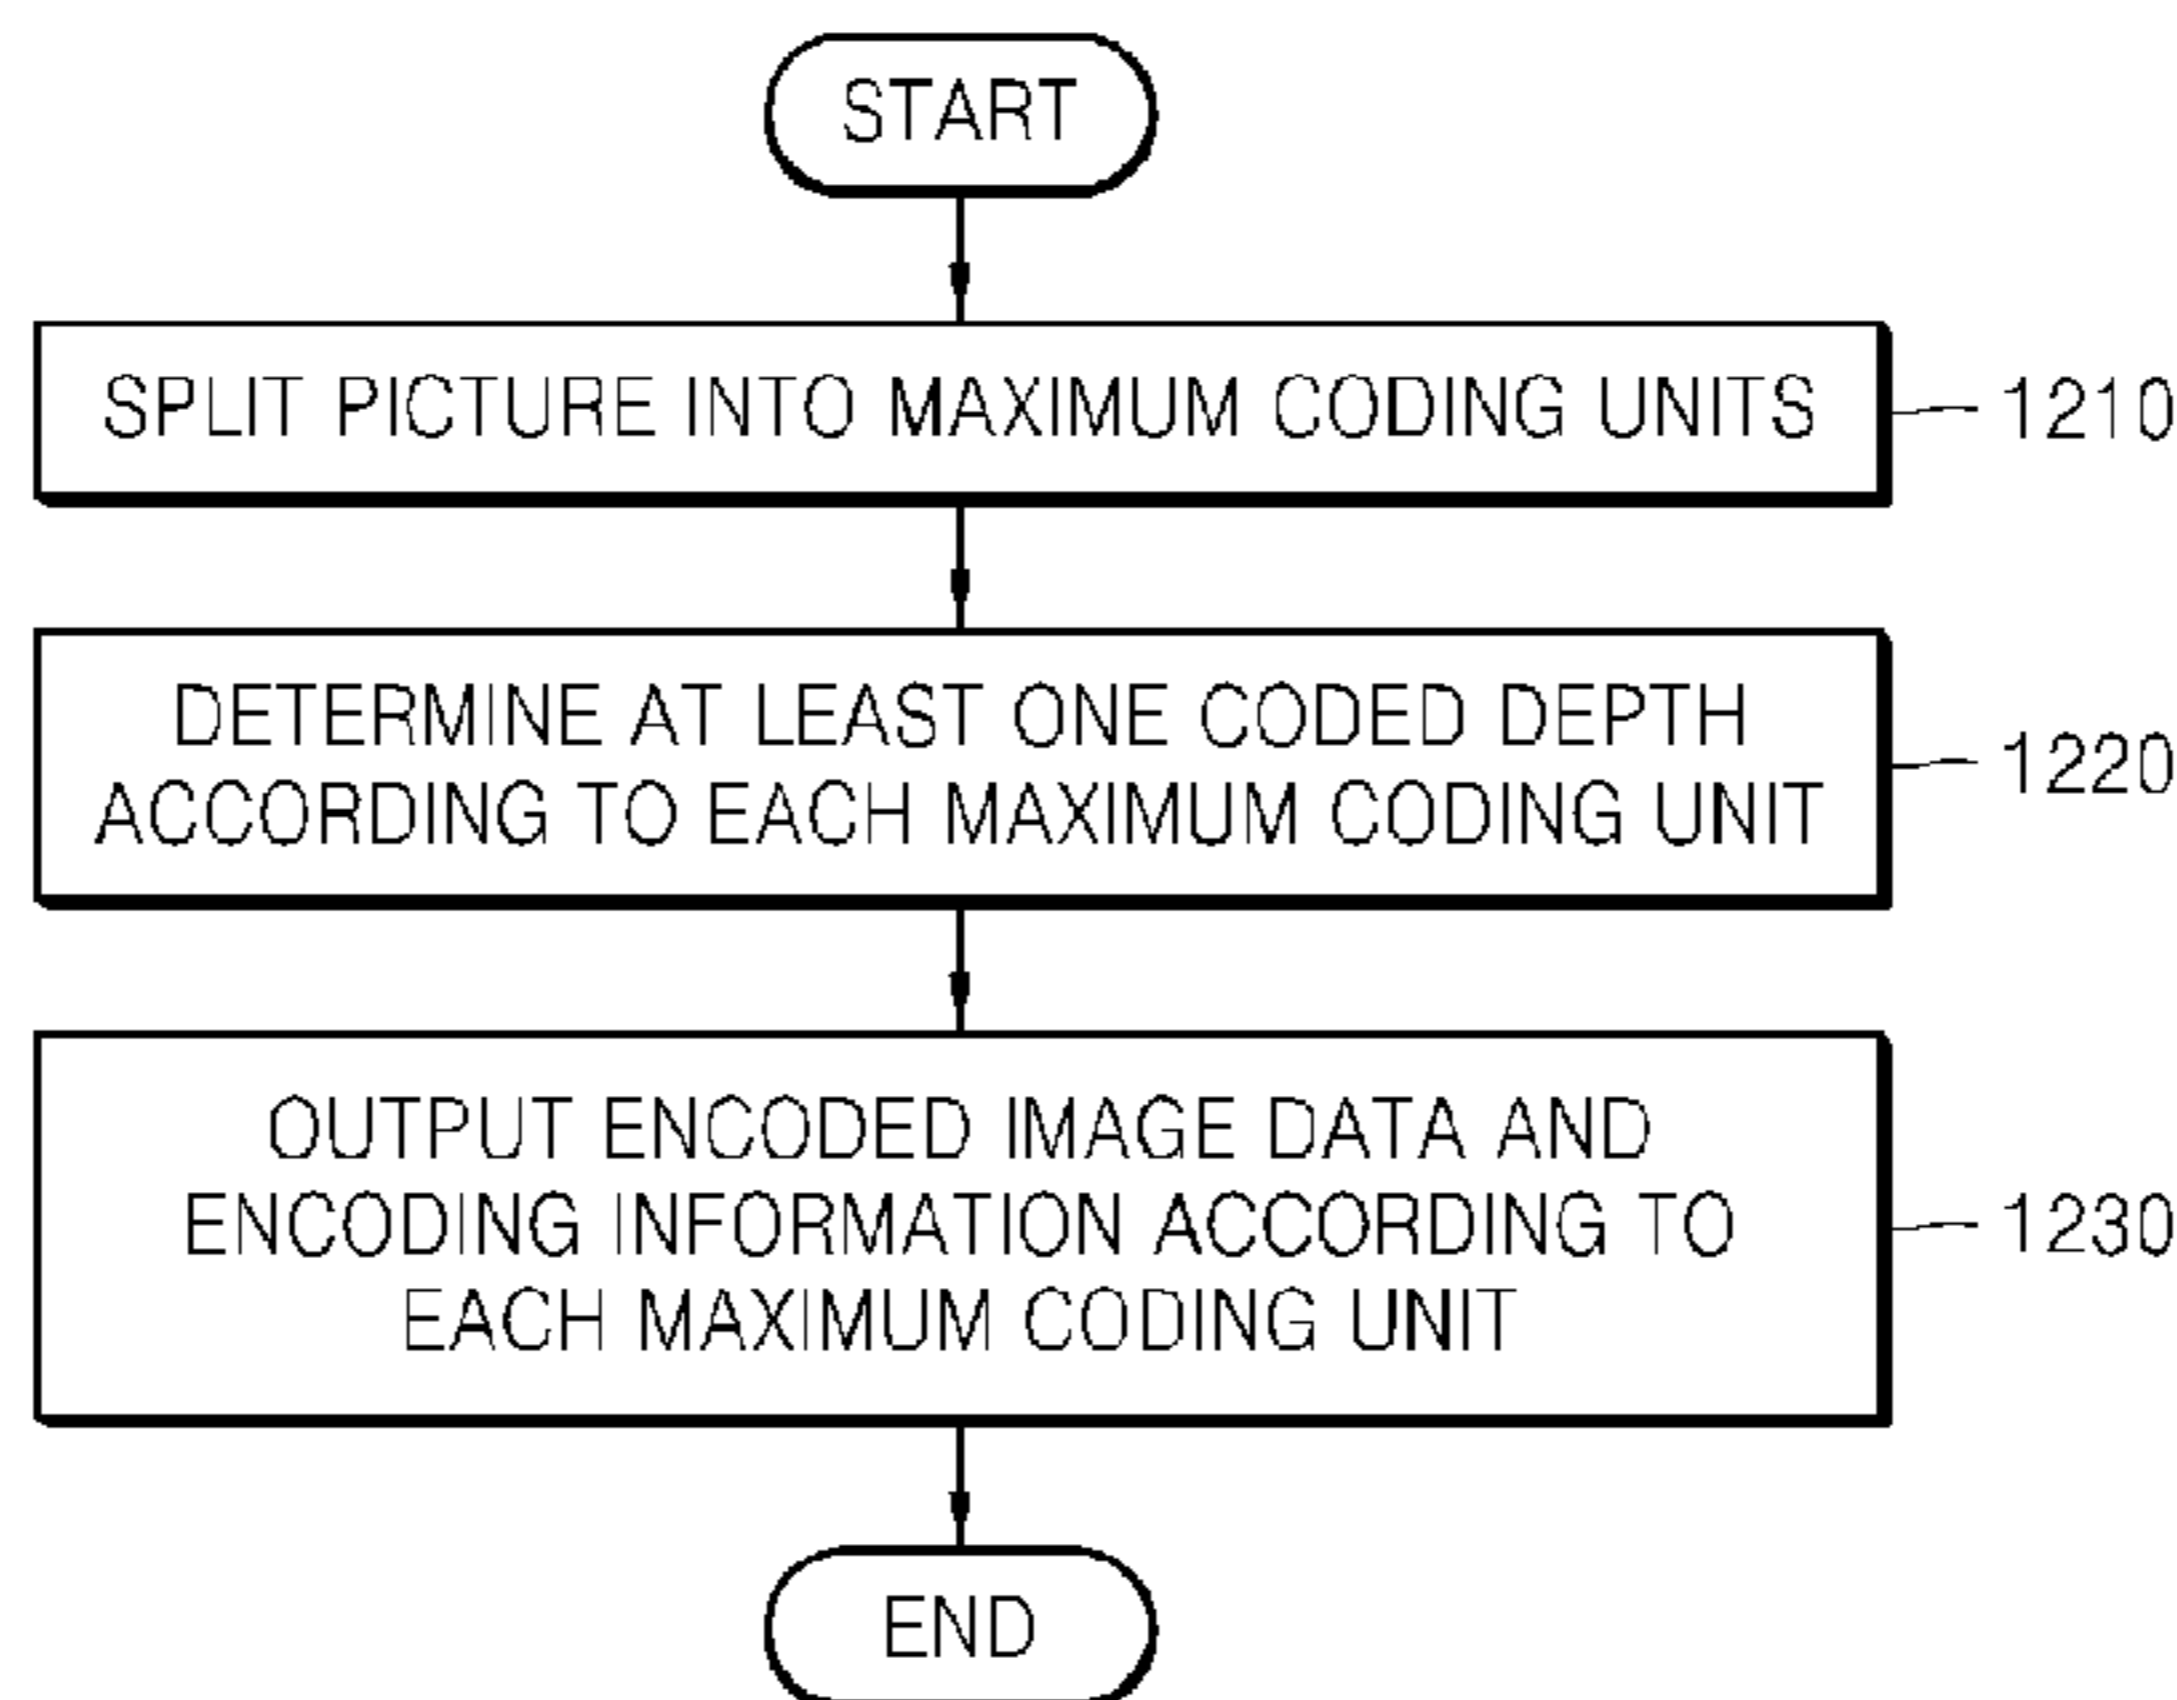 START
SPLIT PICTURE INTO MAXIMUM CODING UNITS
1210
DETERMINE AT LEAST ONE CODED DEPTH
ACCORDING TO EACH MAXIMUM CODING UNIT
1220
OUTPUT ENCODED IMAGE DATA AND
ENCODING INFORMATION ACCORDING TO
EACH MAXIMUM CODING UNIT
1230
END